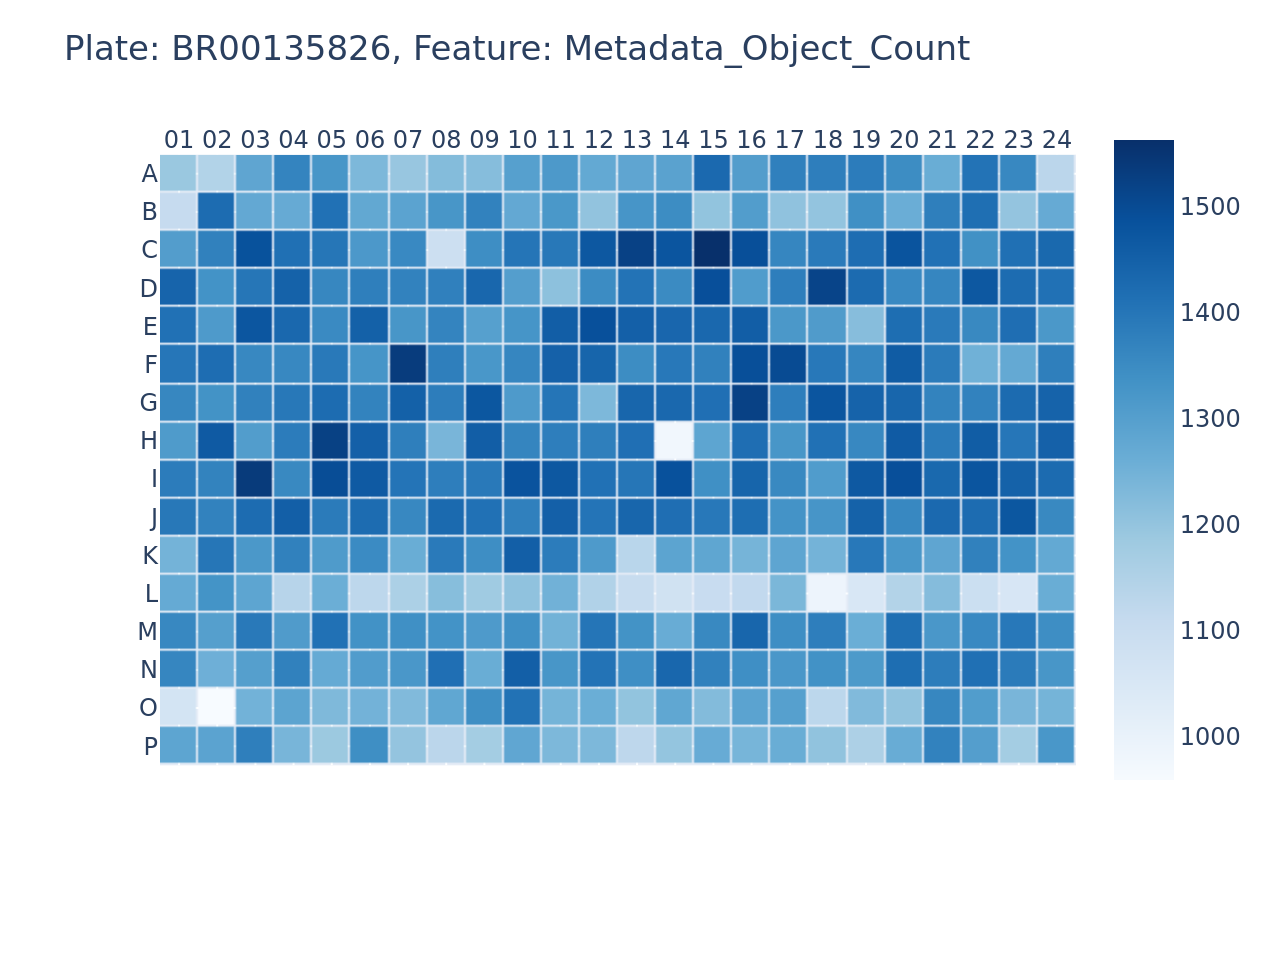 Plate: BR00135826, Feature: Metadata_Object_Count
01 02 03 04 05 06 07 08 09 10 11 12 13 14 15 16 17 18 19 20 21 22 23 24
A
B
C
D
E
F
G
H
I
J
K
L
M
N
O
P
1500
1400
1300
1200
1100
1000